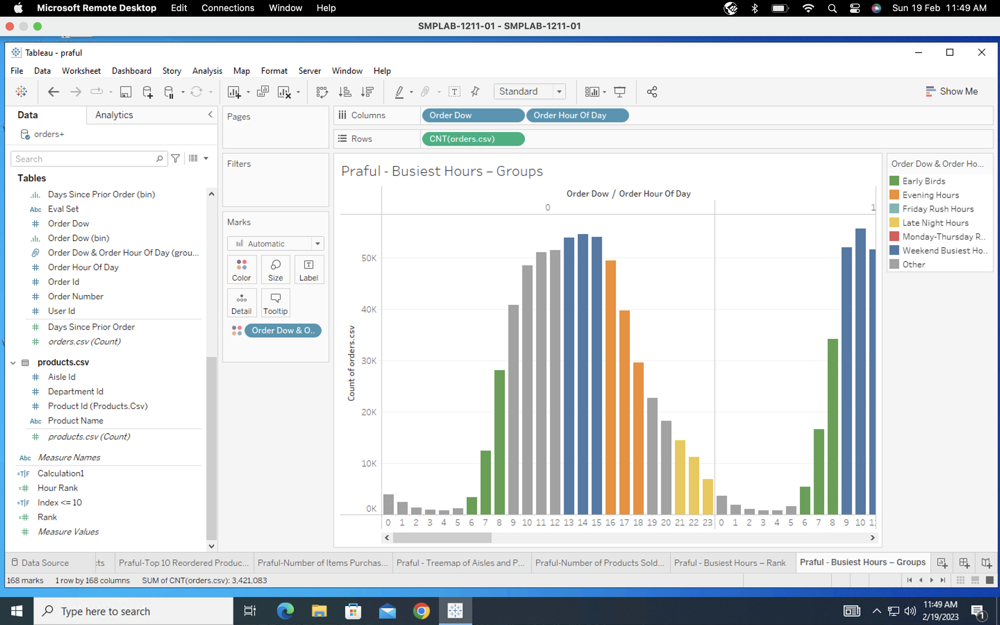 Microsoft Remote Desktop Edit Connections Window Help Sun 19 Feb 11:49 AM
SMPLAB-1211-01 - SMPLAB-1211-01
Tableau - praful
File Data Worksheet Dashboard Story Analysis Map Format Server Window Help
Standard Show Me
Data Analytics
orders+
Search
Tables
Days Since Prior Order (bin)
Abc Eval Set
Order Dow
Order Dow (bin)
Order Dow & Order Hour Of Day (grou...
Order Hour Of Day
Order Id
Order Number
User Id
Days Since Prior Order
orders.csv (Count)
products.csv
Aisle Id
Department Id
Product Id (Products.Csv)
Abc Product Name
products.csv (Count)
Abc Measure Names
=T|F Calculation1
=# Hour Rank
=T|F Index <= 10
=# Rank
# Measure Values
Pages
Filters
Marks
Automatic
Color Size Label
Detail Tooltip
Order Dow & O..
Columns Order Dow Order Hour Of Day
Rows CNT(orders.csv)
Praful - Busiest Hours – Groups
Order Dow / Order Hour Of Day
0 1
Count of orders.csv
50K
40K
30K
20K
10K
0K
0 1 2 3 4 5 6 7 8 9 10 11 12 13 14 15 16 17 18 19 20 21 22 23 0 1 2 3 4 5 6 7 8 9 10 11
Order Dow & Order Ho...
Early Birds
Evening Hours
Friday Rush Hours
Late Night Hours
Monday-Thursday R..
Weekend Busiest Ho..
Other
Data Source :ts Praful-Top 10 Reordered Produc... Praful-Number of Items Purchas... Praful - Treemap of Aisles and P... Praful-Number of Products Sold... Praful - Busiest Hours – Rank Praful - Busiest Hours – Groups
168 marks 1 row by 168 columns SUM of CNT(orders.csv): 3,421,083
Type here to search
11:49 AM
2/19/2023
1